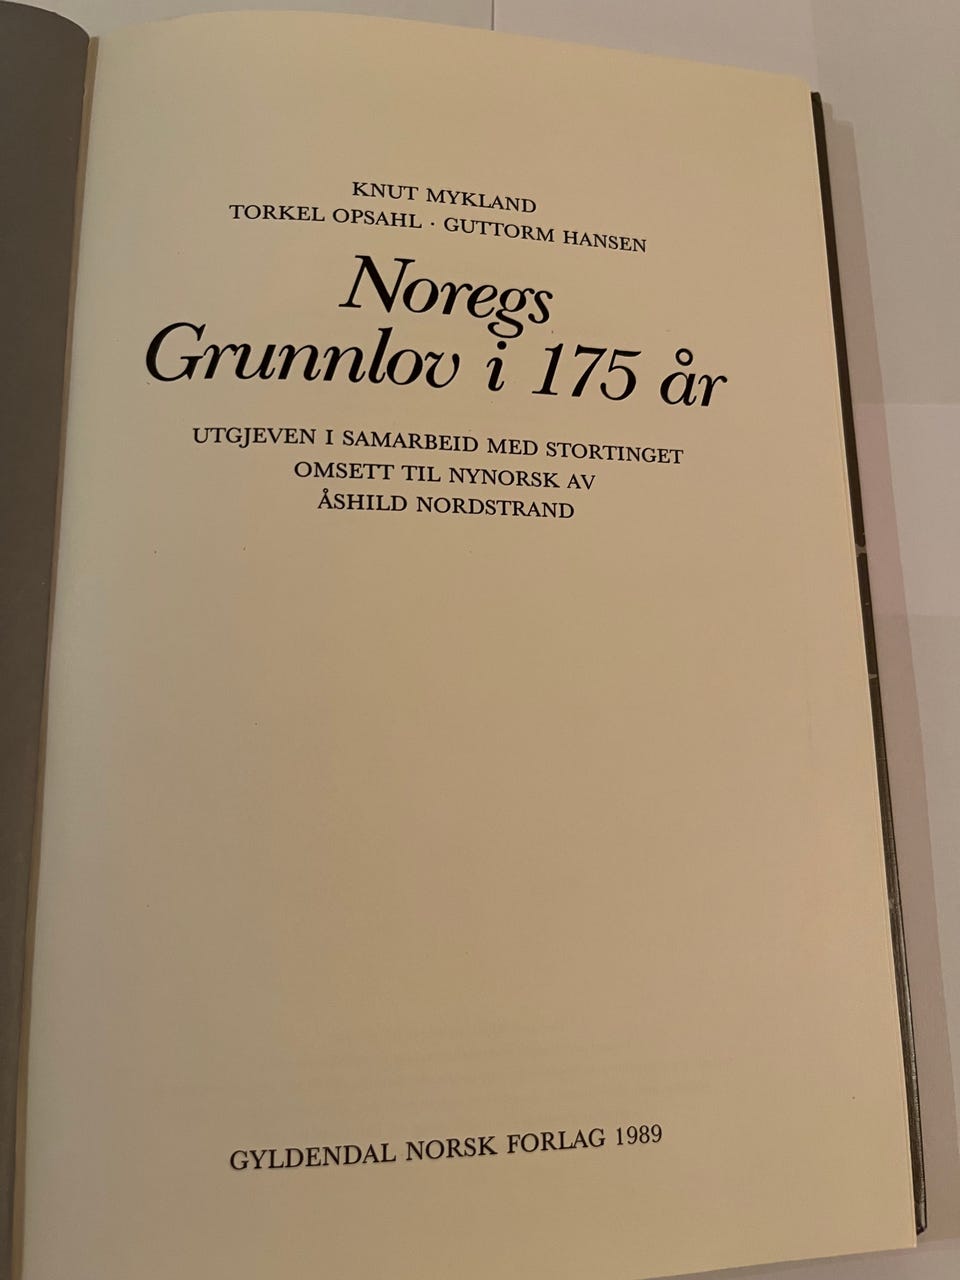 KNUT MYKLAND
TORKEL OPSAHL · GUTTORM HANSEN
Noregs
Grunnlov i 175 år
UTGJEVEN I SAMARBEID MED STORTINGET
OMSETT TIL NYNORSK AV
ÅSHILD NORDSTRAND
GYLDENDAL NORSK FORLAG 1989